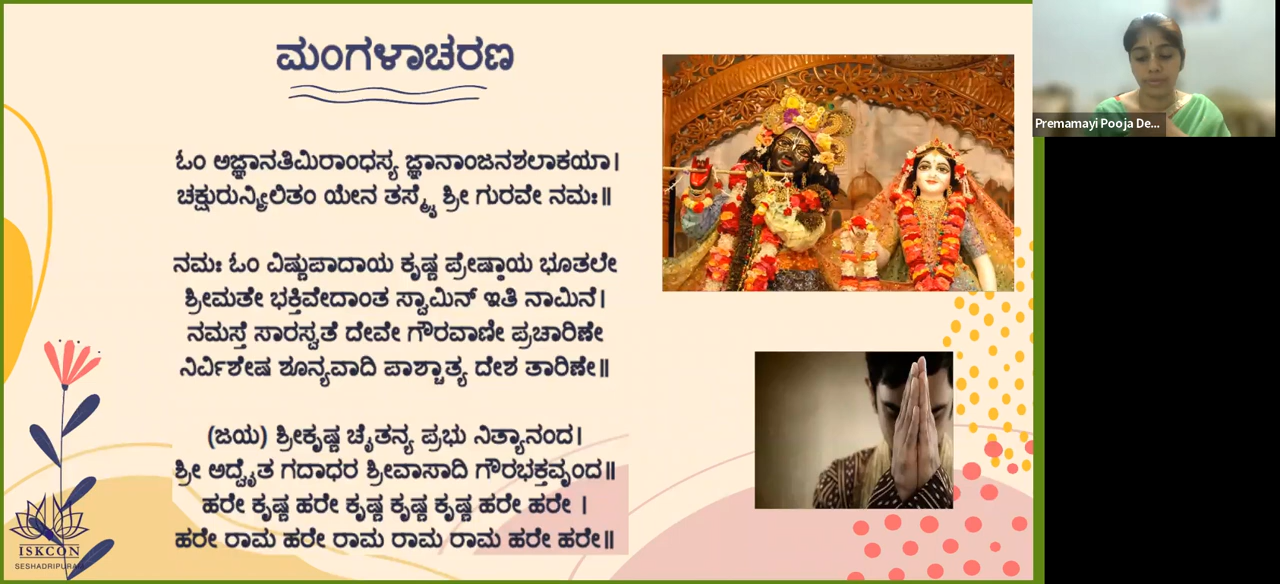 ಮಂಗಳಾಚರಣ
ಓಂ ಅಜ್ಞಾನತಿಮಿರಾಂಧಸ್ಯ ಜ್ಞಾನಾಂಜನಶಲಾಕಯಾ।
ಚಕ್ಷುರುನ್ಮೀಲಿತಂ ಯೇನ ತಸ್ಮೈ ಶ್ರೀ ಗುರವೇ ನಮಃ॥
ನಮಃ ಓಂ ವಿಷ್ಣುಪಾದಾಯ ಕೃಷ್ಣ ಪ್ರೇಷ್ಠಾಯ ಭೂತಲೇ
ಶ್ರೀಮತೇ ಭಕ್ತಿವೇದಾಂತ ಸ್ವಾಮಿನ್ ಇತಿ ನಾಮಿನೆ।
ನಮಸ್ತೆ ಸಾರಸ್ವತೆ ದೇವೇ ಗೌರವಾಣೀ ಪ್ರಚಾರಿಣೇ
ನಿರ್ವಿಶೇಷ ಶೂನ್ಯವಾದಿ ಪಾಶ್ಚಾತ್ಯ ದೇಶ ತಾರಿಣೇ॥
(ಜಯ) ಶ್ರೀಕೃಷ್ಣ ಚೈತನ್ಯ ಪ್ರಭು ನಿತ್ಯಾನಂದ।
ಶ್ರೀ ಅದ್ವೈತ ಗದಾಧರ ಶ್ರೀವಾಸಾದಿ ಗೌರಭಕ್ತವೃಂದ॥
ಹರೇ ಕೃಷ್ಣ ಹರೇ ಕೃಷ್ಣ ಕೃಷ್ಣ ಕೃಷ್ಣ ಹರೇ ಹರೇ ।
ಹರೇ ರಾಮ ಹರೇ ರಾಮ ರಾಮ ರಾಮ ಹರೇ ಹರೇ॥
ISKCON
SESHADRIPURAM
Premamayi Pooja De...